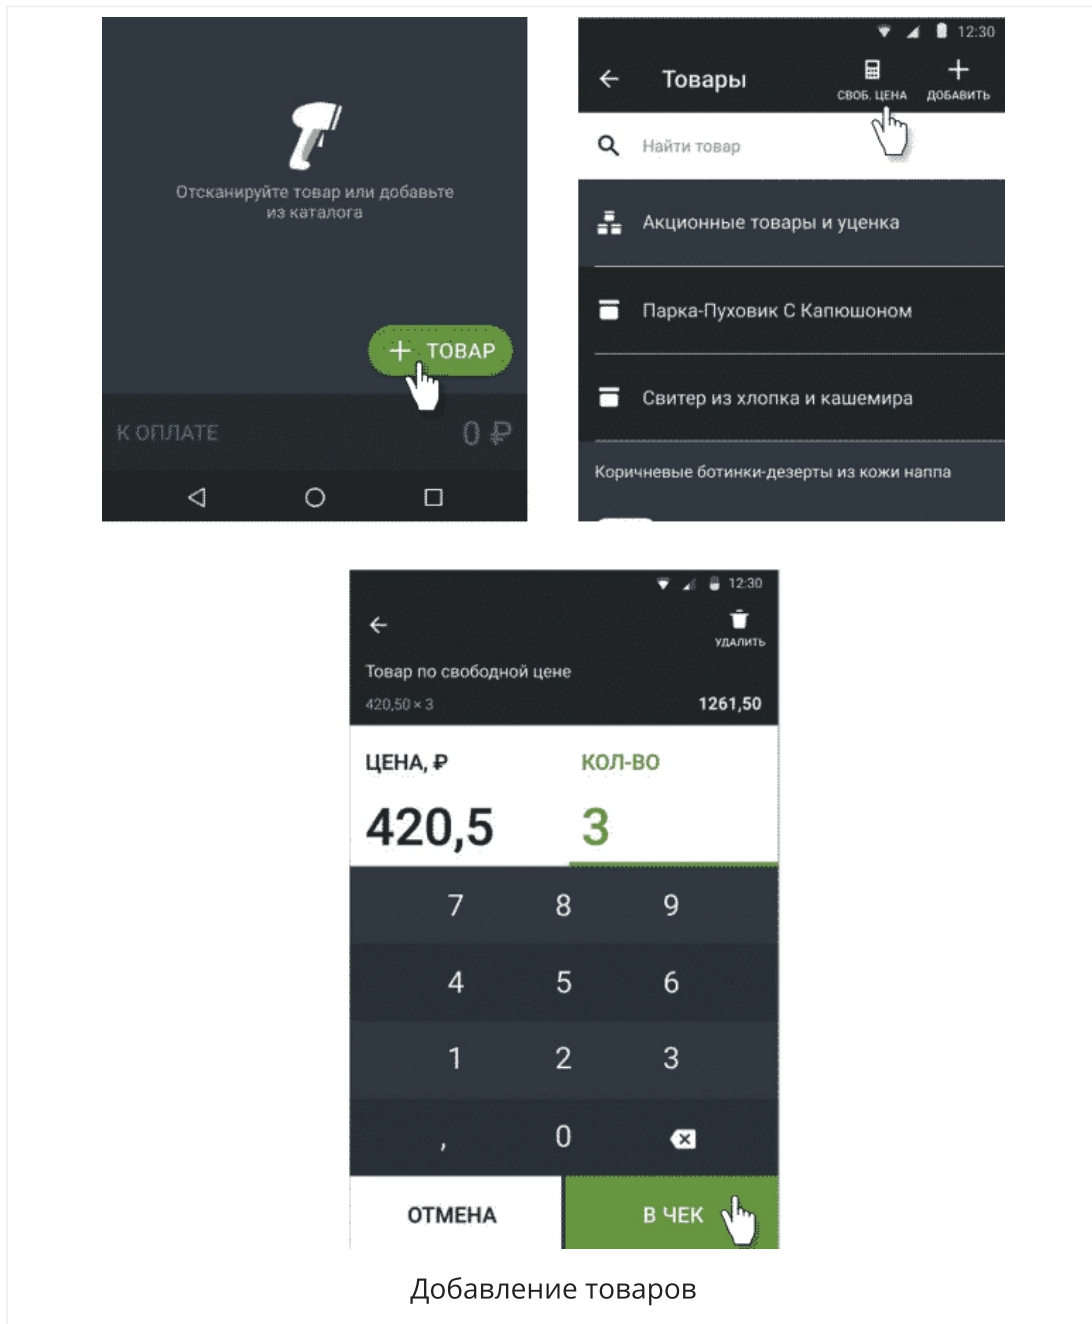 Отсканируйте товар или добавьте
из каталога
+ ТОВАР
К ОПЛАТЕ 0 ₽
12:30
Товары
СВОБ. ЦЕНА ДОБАВИТЬ
Найти товар
Акционные товары и уценка
Парка-Пуховик С Капюшоном
Свитер из хлопка и кашемира
Коричневые ботинки-дезерты из кожи наппа
12:30
УДАЛИТЬ
Товар по свободной цене
420,50 × 3 1261,50
ЦЕНА, ₽ КОЛ-ВО
420,5 3
7 8 9
4 5 6
1 2 3
, 0
ОТМЕНА В ЧЕК
Добавление товаров